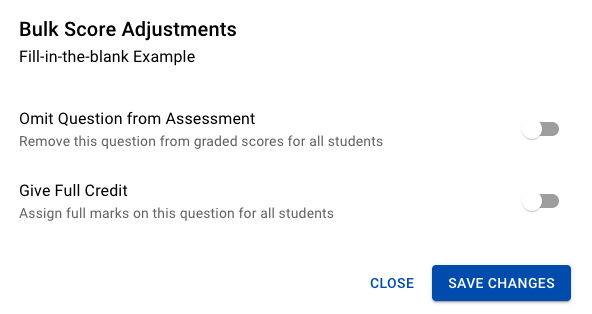 Bulk Score Adjustments
Fill-in-the-blank Example
Omit Question from Assessment
Remove this question from graded scores for all students
Give Full Credit
Assign full marks on this question for all students
CLOSE
SAVE CHANGES